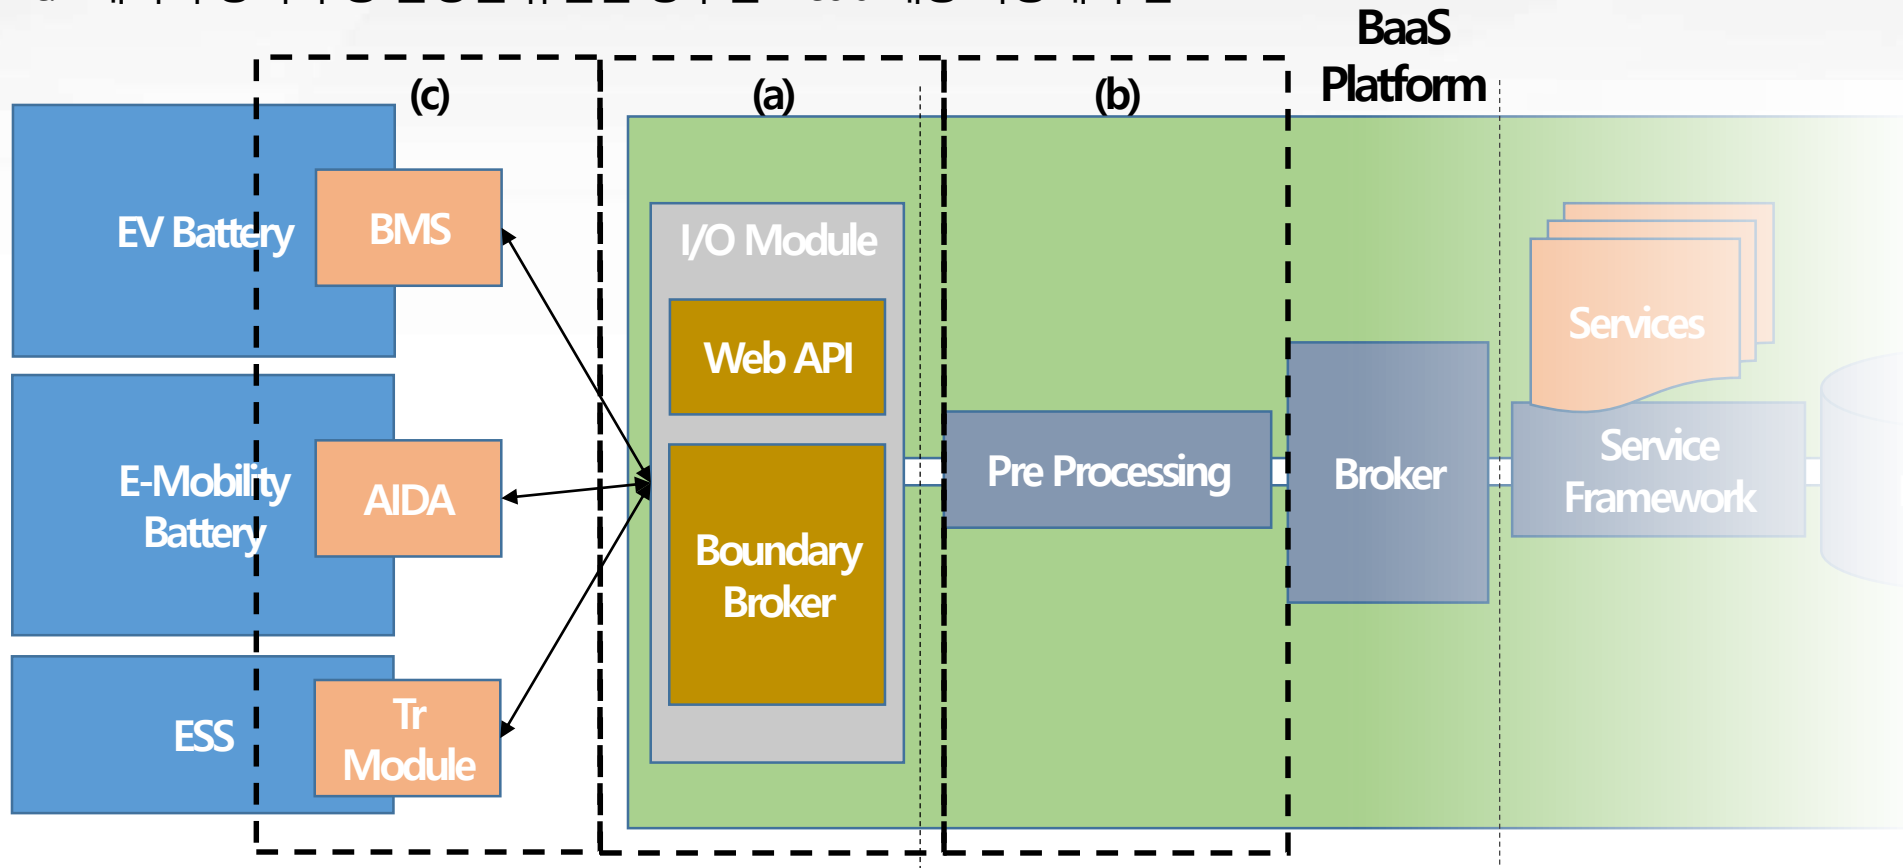 BaaS
Platform
(c)
(a)
(b)
EV Battery
BMS
I/O Module
Web API
Services
E-Mobility
Battery
AIDA
Boundary
Broker
Pre Processing
Broker
Service
Framework
ESS
Tr
Module